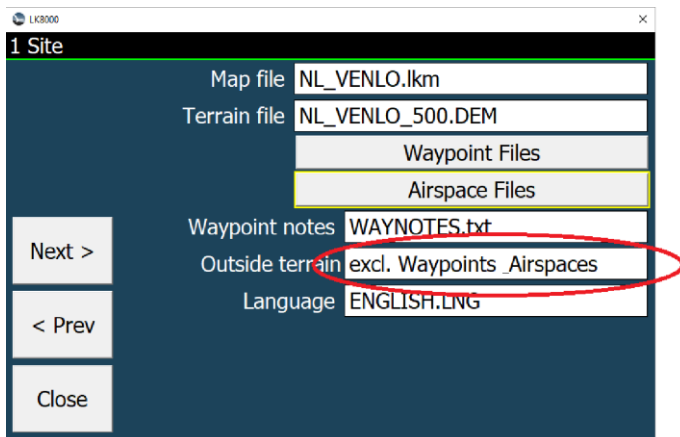 LK8000
1 Site
Map file NL_VENLO.lkm
Terrain file NL_VENLO_500.DEM
Waypoint Files
Airspace Files
Waypoint notes WAYNOTES.txt
Next >
Outside terrain excl. Waypoints _Airspaces
Language ENGLISH.LNG
< Prev
Close